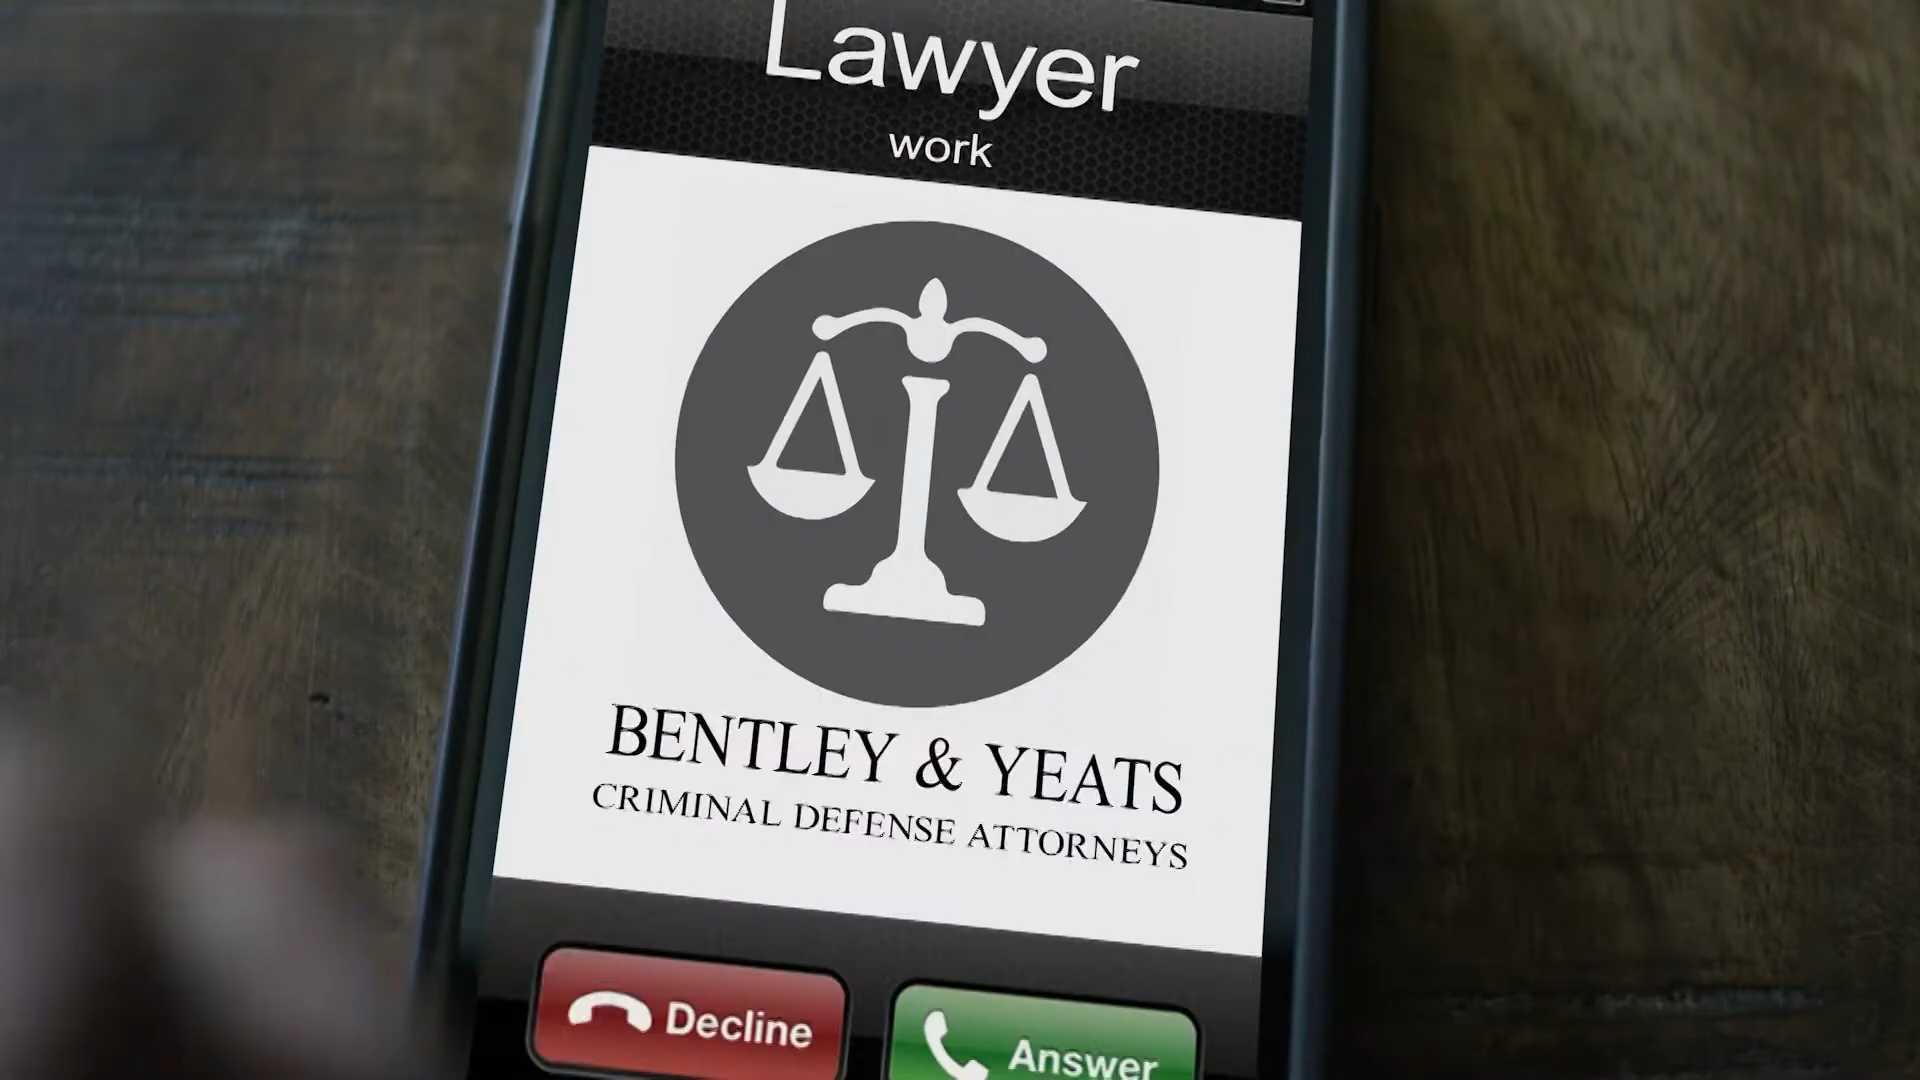 Lawyer
work
BENTLEY & YEATS
CRIMINAL DEFENSE ATTORNEYS
Decline
Answer